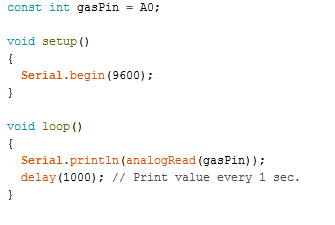 const int gasPin = A0;
void setup()
{
Serial.begin(9600);
}
void loop()
{
Serial.println(analogRead(gasPin));
delay(1000); // Print value every 1 sec.
}